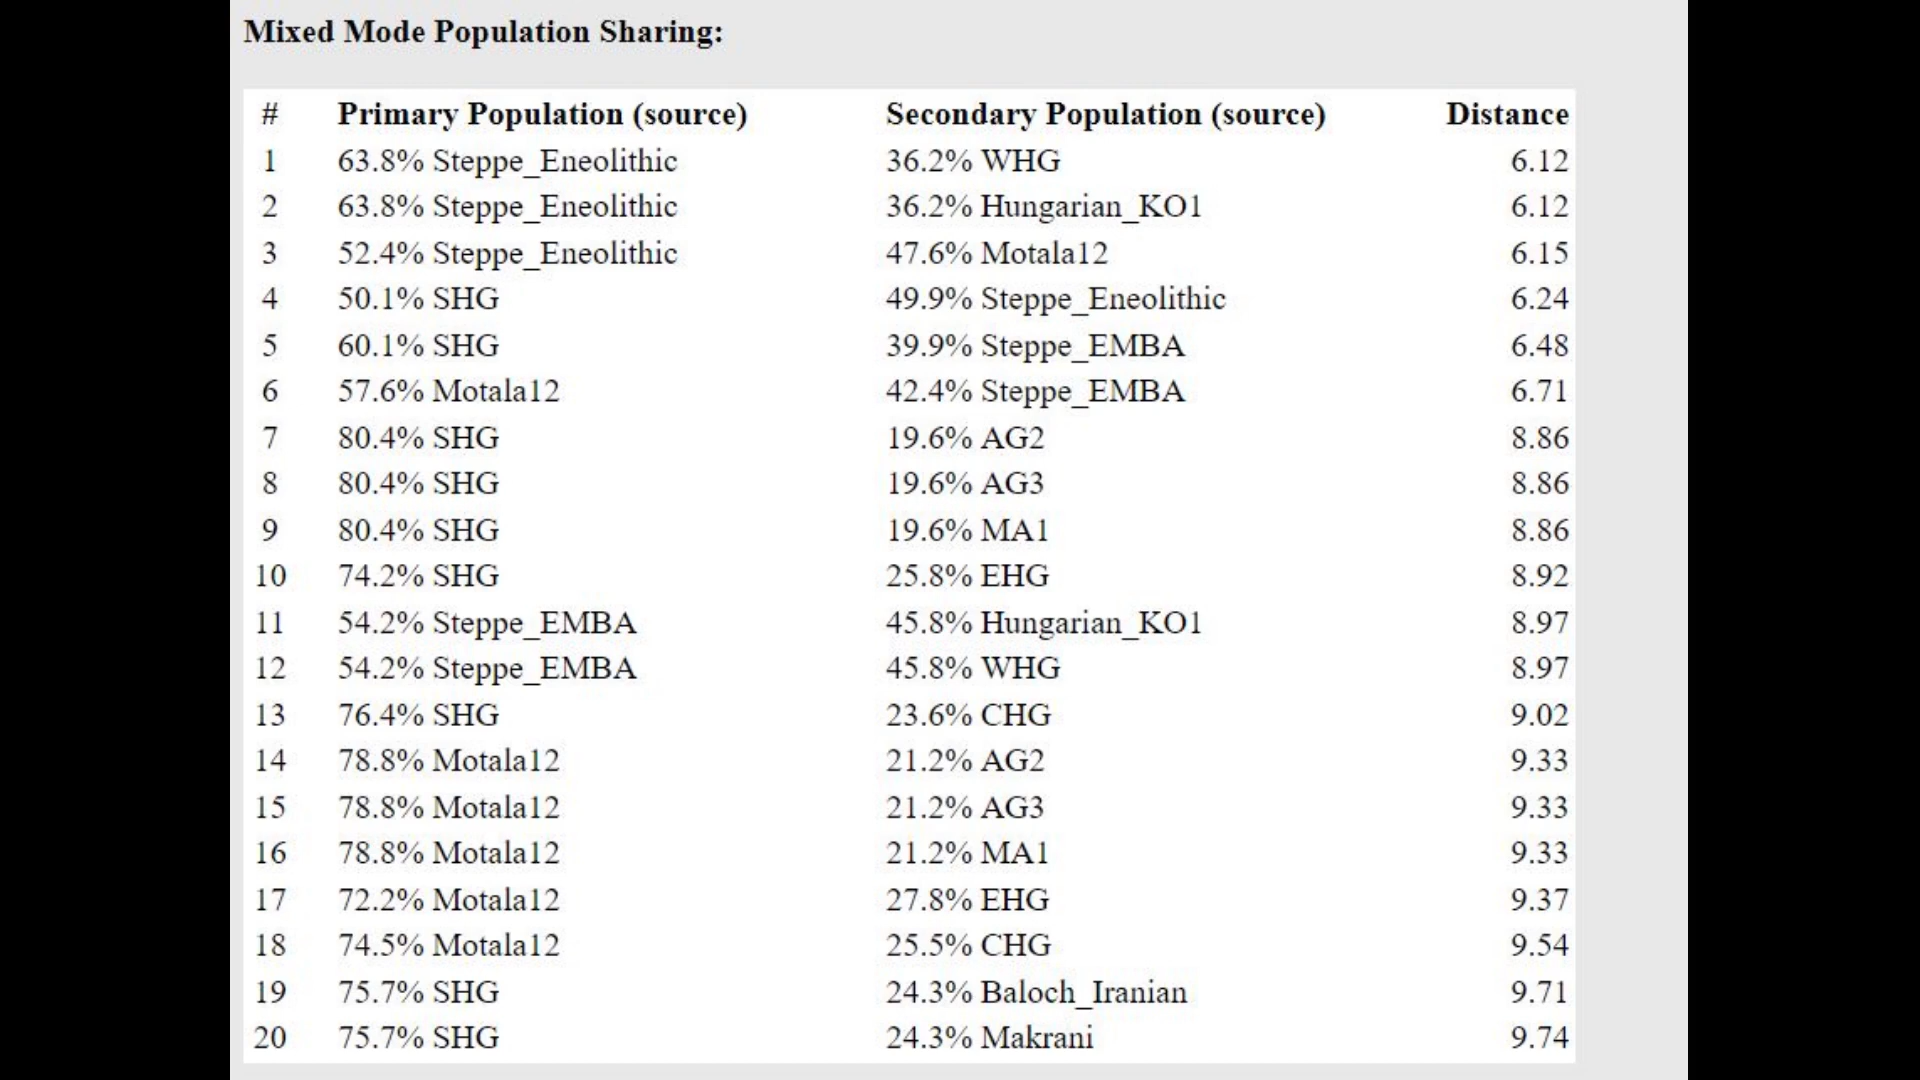 Mixed Mode Population Sharing:
# Primary Population (source) Secondary Population (source) Distance
1 63.8% Steppe_Eneolithic 36.2% WHG 6.12
2 63.8% Steppe_Eneolithic 36.2% Hungarian_KO1 6.12
3 52.4% Steppe_Eneolithic 47.6% Motala12 6.15
4 50.1% SHG 49.9% Steppe_Eneolithic 6.24
5 60.1% SHG 39.9% Steppe_EMBA 6.48
6 57.6% Motala12 42.4% Steppe_EMBA 6.71
7 80.4% SHG 19.6% AG2 8.86
8 80.4% SHG 19.6% AG3 8.86
9 80.4% SHG 19.6% MA1 8.86
10 74.2% SHG 25.8% EHG 8.92
11 54.2% Steppe_EMBA 45.8% Hungarian_KO1 8.97
12 54.2% Steppe_EMBA 45.8% WHG 8.97
13 76.4% SHG 23.6% CHG 9.02
14 78.8% Motala12 21.2% AG2 9.33
15 78.8% Motala12 21.2% AG3 9.33
16 78.8% Motala12 21.2% MA1 9.33
17 72.2% Motala12 27.8% EHG 9.37
18 74.5% Motala12 25.5% CHG 9.54
19 75.7% SHG 24.3% Baloch_Iranian 9.71
20 75.7% SHG 24.3% Makrani 9.74